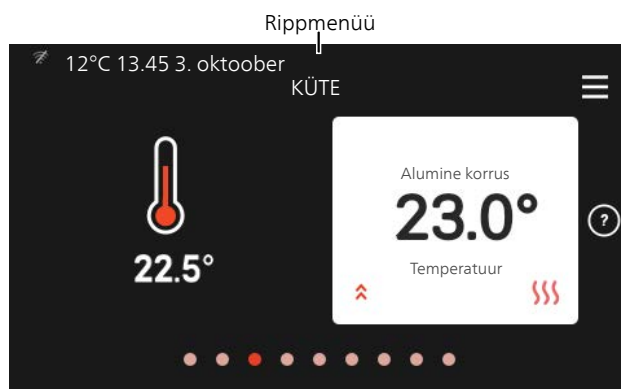 Rippmenüü
12°C 13.45 3. oktoober
KÜTE
Alumine korrus
23.0°
Temperatuur
22.5°
?